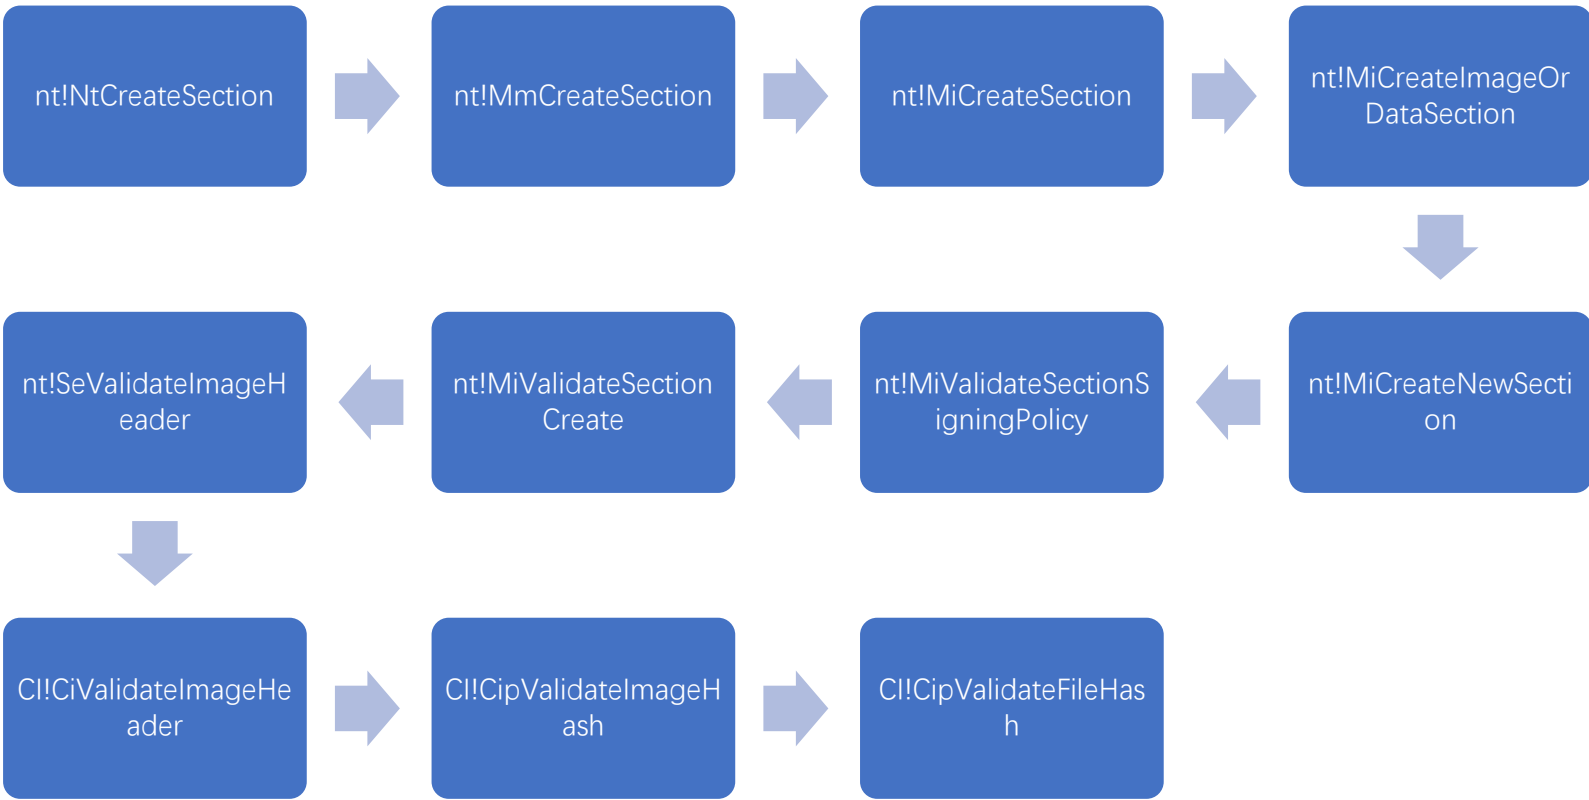 nt!NtCreateSection
nt!MmCreateSection
nt!MiCreateSection
nt!MiCreateImageOr
DataSection
nt!MiCreateNewSecti
on
nt!MiValidateSectionS
igningPolicy
nt!MiValidateSection
Create
nt!SeValidateImageH
eader
CI!CiValidateImageHe
ader
CI!CipValidateImageH
ash
CI!CipValidateFileHas
h